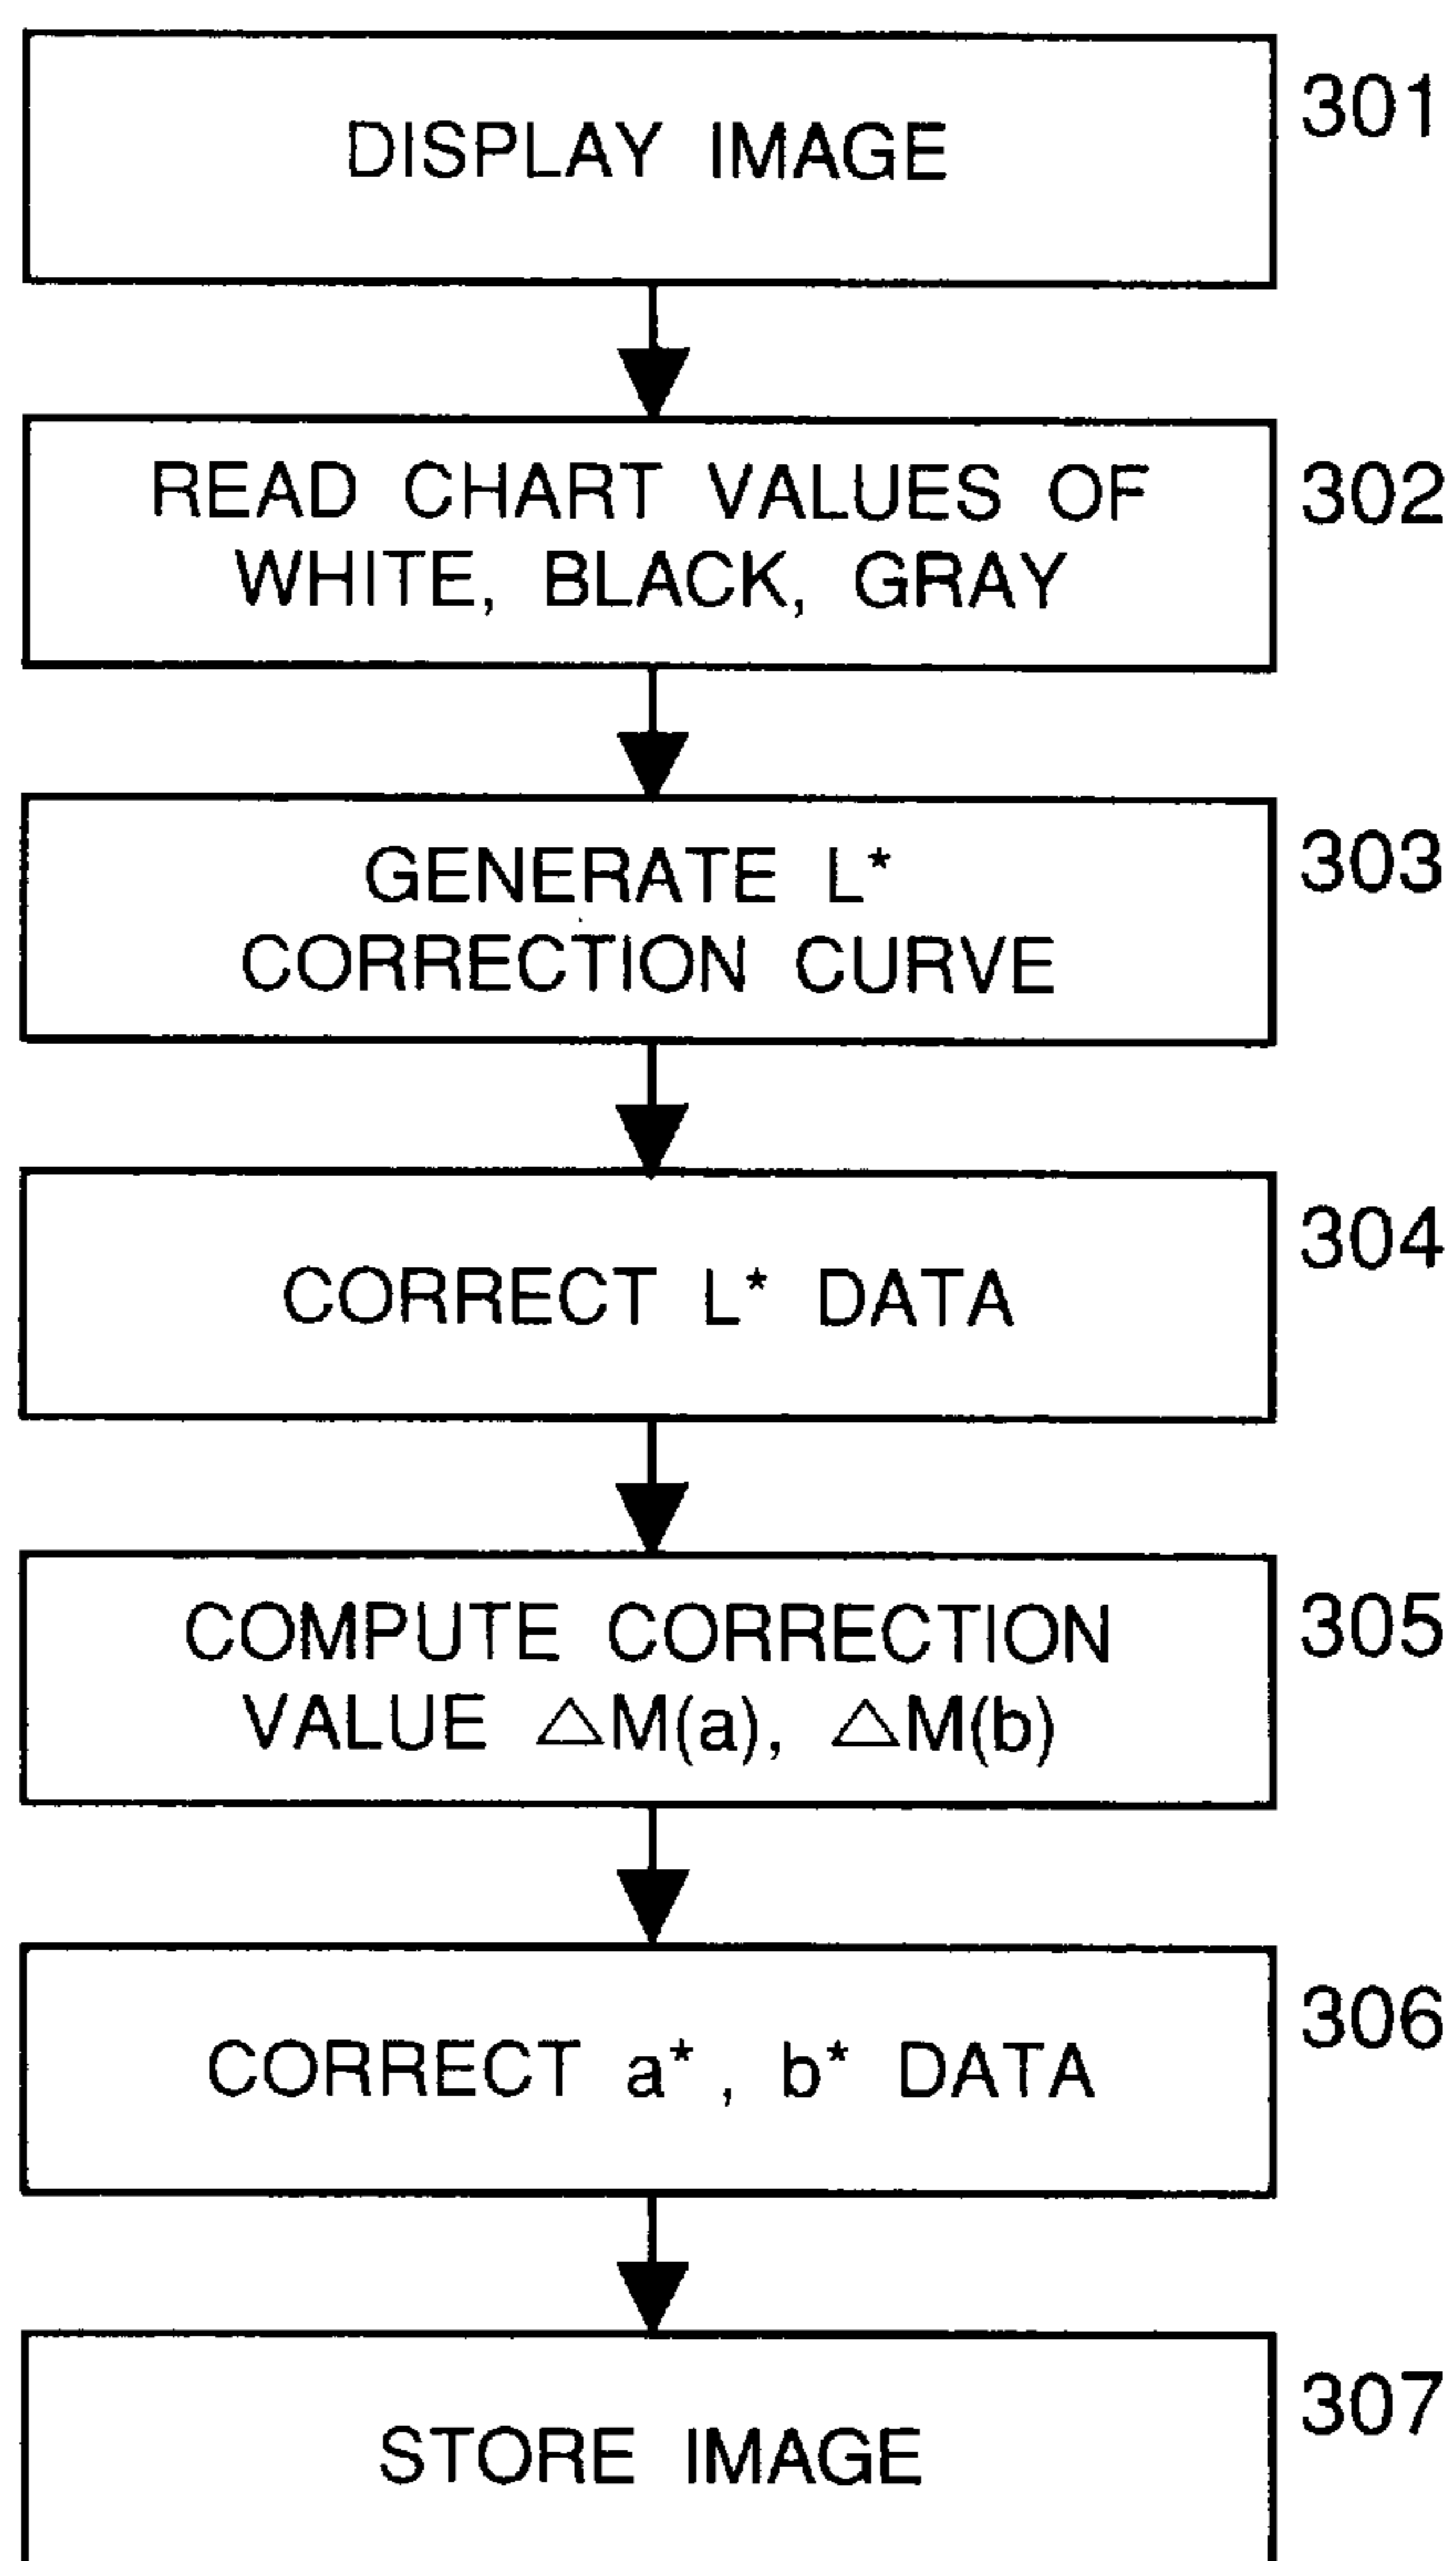 DISPLAY IMAGE
301
READ CHART VALUES OF
WHITE, BLACK, GRAY
302
GENERATE L*
CORRECTION CURVE
303
CORRECT L* DATA
304
COMPUTE CORRECTION
VALUE △M(a), △M(b)
305
CORRECT a*, b* DATA
306
STORE IMAGE
307